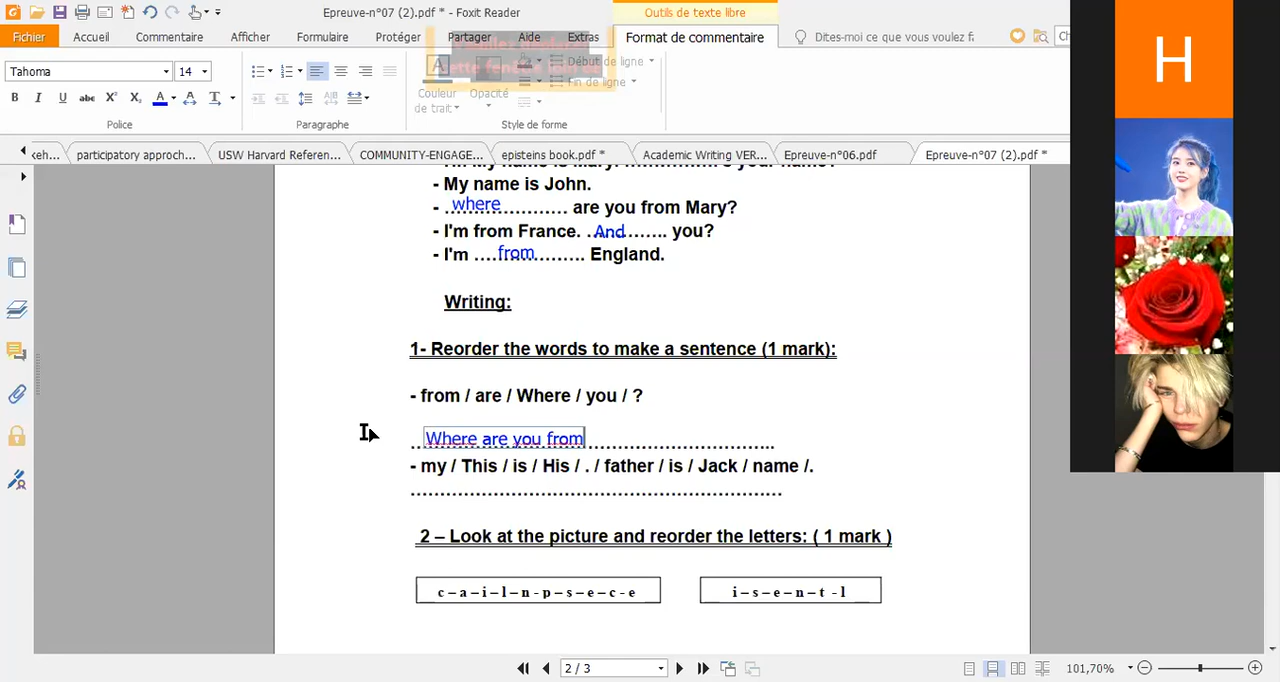 Epreuve-n°07 (2).pdf * - Foxit Reader
Outils de texte libre
Fichier Accueil Commentaire Afficher Formulaire Protéger Partager Aide Extras Format de commentaire Dites-moi ce que vous voulez f
Tahoma 14
Couleur de trait Opacité
Début de ligne
Fin de ligne
Police Paragraphe Style de forme
keh... participatory approch... USW Harvard Referen... COMMUNITY-ENGAGE... episteins book.pdf * Academic Writing VER... Epreuve-n°06.pdf Epreuve-n°07 (2).pdf *
- My name is John.
- …where……………… are you from Mary?
- I'm from France. …And……. you?
- I'm ….from………. England.
Writing:
1- Reorder the words to make a sentence (1 mark):
- from / are / Where / you / ?
Where are you from
- my / This / is / His / . / father / is / Jack / name /.
………………………………………………………
2 – Look at the picture and reorder the letters: ( 1 mark )
c – a – i – l – n - p – s – e – c - e
i – s – e – n – t - l
H
2 / 3
101,70%